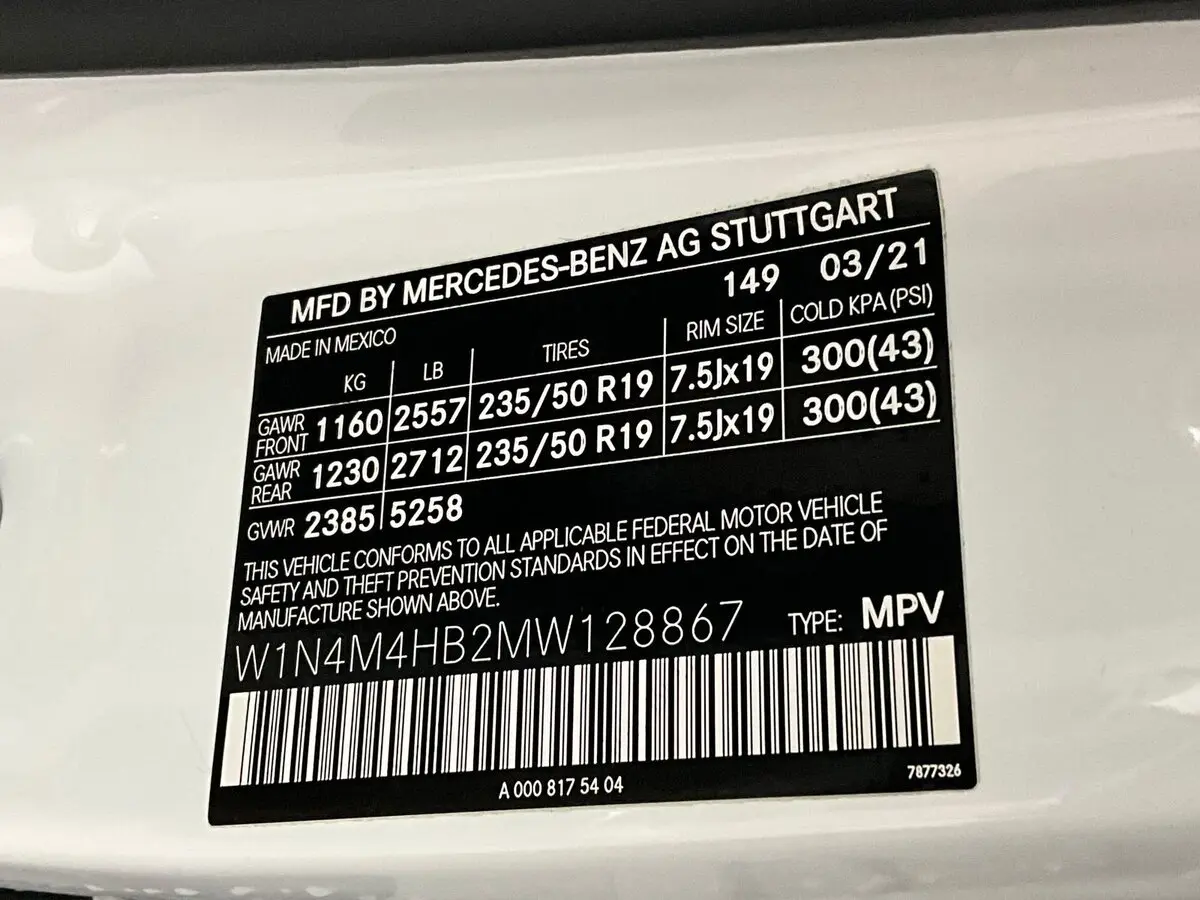 MFD BY MERCEDES-BENZ AG STUTTGART
MADE IN MEXICO 149 03/21
KG LB TIRES RIM SIZE COLD KPA (PSI)
GAWR FRONT 1160 2557 235/50 R19 7.5Jx19 300(43)
GAWR REAR 1230 2712 235/50 R19 7.5Jx19 300(43)
GVWR 2385 5258
THIS VEHICLE CONFORMS TO ALL APPLICABLE FEDERAL MOTOR VEHICLE
SAFETY AND THEFT PREVENTION STANDARDS IN EFFECT ON THE DATE OF
MANUFACTURE SHOWN ABOVE.
W1N4M4HB2MW128867 TYPE: MPV
A 000 817 54 04 7877326